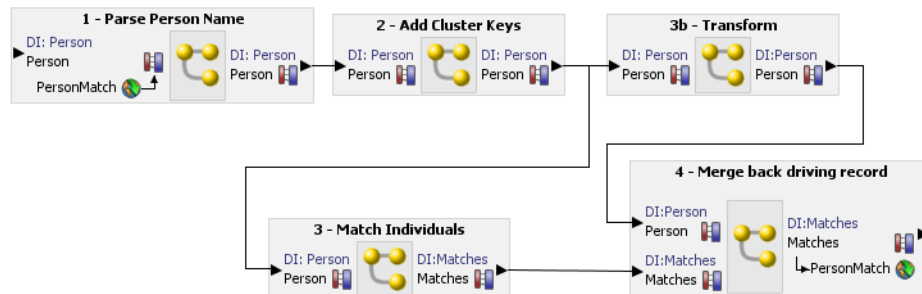 1 - Parse Person Name
DI: Person
Person
PersonMatch
DI: Person
Person
2 - Add Cluster Keys
DI: Person
Person
DI: Person
Person
3b - Transform
DI: Person
Person
DI:Person
Person
3 - Match Individuals
DI: Person
Person
DI:Matches
Matches
4 - Merge back driving record
DI:Person
Person
DI:Matches
Matches
DI:Matches
Matches
PersonMatch